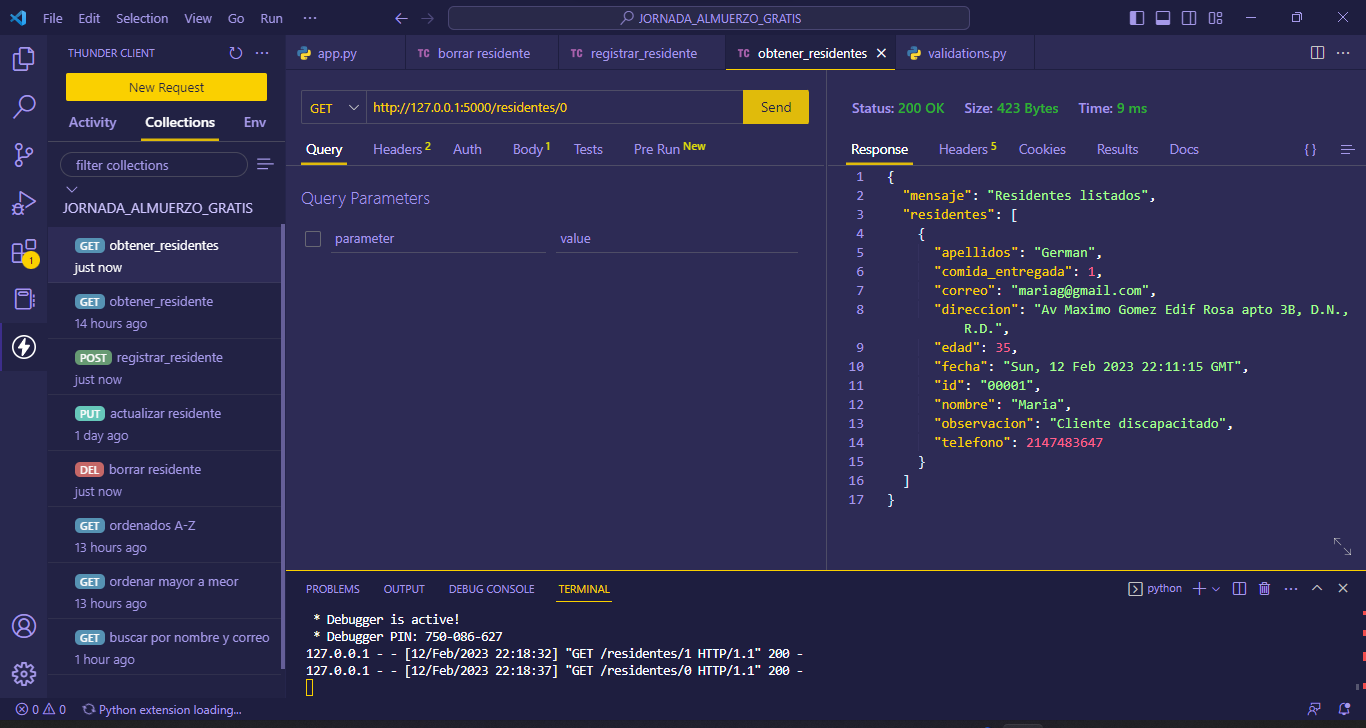 File Edit Selection View Go Run ··· JORNADA_ALMUERZO_GRATIS
THUNDER CLIENT
New Request
Activity Collections Env
filter collections
JORNADA_ALMUERZO_GRATIS
GET obtener_residentes
just now
GET obtener_residente
14 hours ago
POST registrar_residente
just now
PUT actualizar residente
1 day ago
DEL borrar residente
just now
GET ordenados A-Z
13 hours ago
GET ordenar mayor a meor
13 hours ago
GET buscar por nombre y correo
1 hour ago
1
app.py TC borrar residente TC registrar_residente TC obtener_residentes validations.py
GET http://127.0.0.1:5000/residentes/0 Send
Query Headers 2 Auth Body 1 Tests Pre Run New
Query Parameters
parameter value
Status: 200 OK Size: 423 Bytes Time: 9 ms
Response Headers 5 Cookies Results Docs { }
1 {
2 "mensaje": "Residentes listados",
3 "residentes": [
4 {
5 "apellidos": "German",
6 "comida_entregada": 1,
7 "correo": "mariag@gmail.com",
8 "direccion": "Av Maximo Gomez Edif Rosa apto 3B, D.N.,
R.D.",
9 "edad": 35,
10 "fecha": "Sun, 12 Feb 2023 22:11:15 GMT",
11 "id": "00001",
12 "nombre": "Maria",
13 "observacion": "Cliente discapacitado",
14 "telefono": 2147483647
15 }
16 ]
17 }
PROBLEMS OUTPUT DEBUG CONSOLE TERMINAL python
* Debugger is active!
* Debugger PIN: 750-086-627
127.0.0.1 - - [12/Feb/2023 22:18:32] "GET /residentes/1 HTTP/1.1" 200 -
127.0.0.1 - - [12/Feb/2023 22:18:37] "GET /residentes/0 HTTP/1.1" 200 -
0 0 Python extension loading...